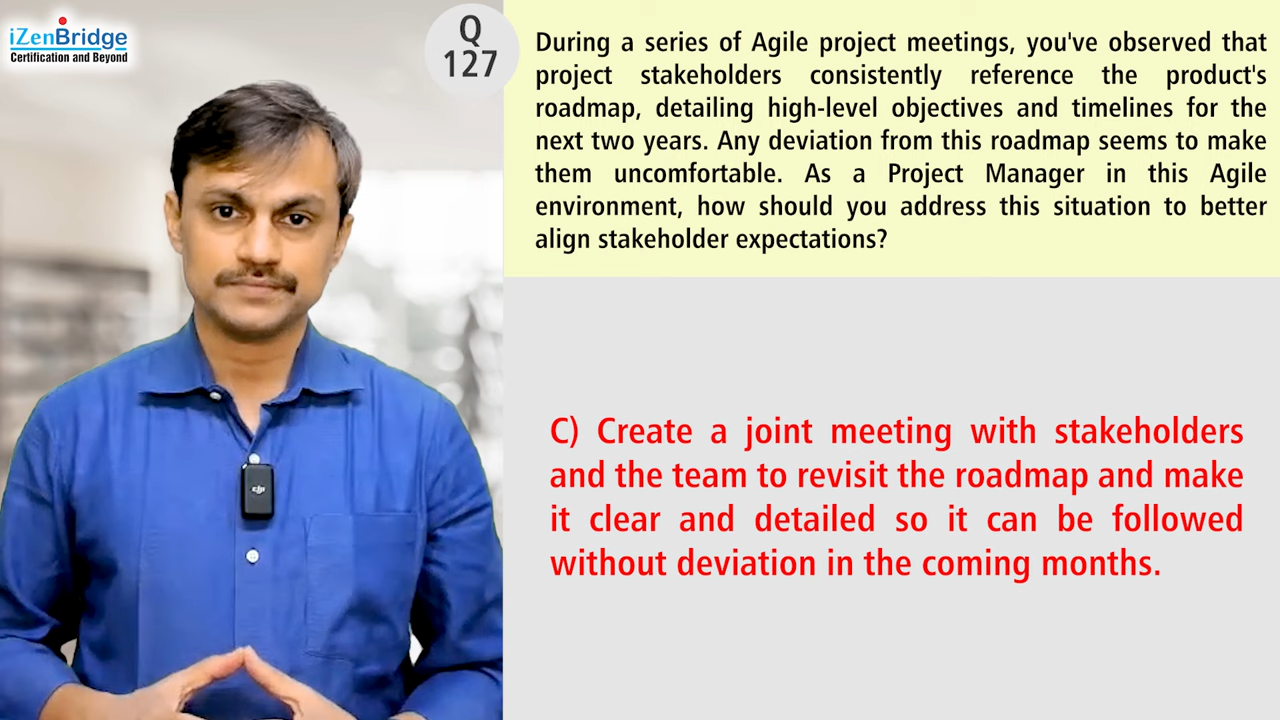 iZenBridge
Certification and Beyond
Q
127
During a series of Agile project meetings, you've observed that
project stakeholders consistently reference the product's
roadmap, detailing high-level objectives and timelines for the
next two years. Any deviation from this roadmap seems to make
them uncomfortable. As a Project Manager in this Agile
environment, how should you address this situation to better
align stakeholder expectations?
C) Create a joint meeting with stakeholders
and the team to revisit the roadmap and make
it clear and detailed so it can be followed
without deviation in the coming months.
dji